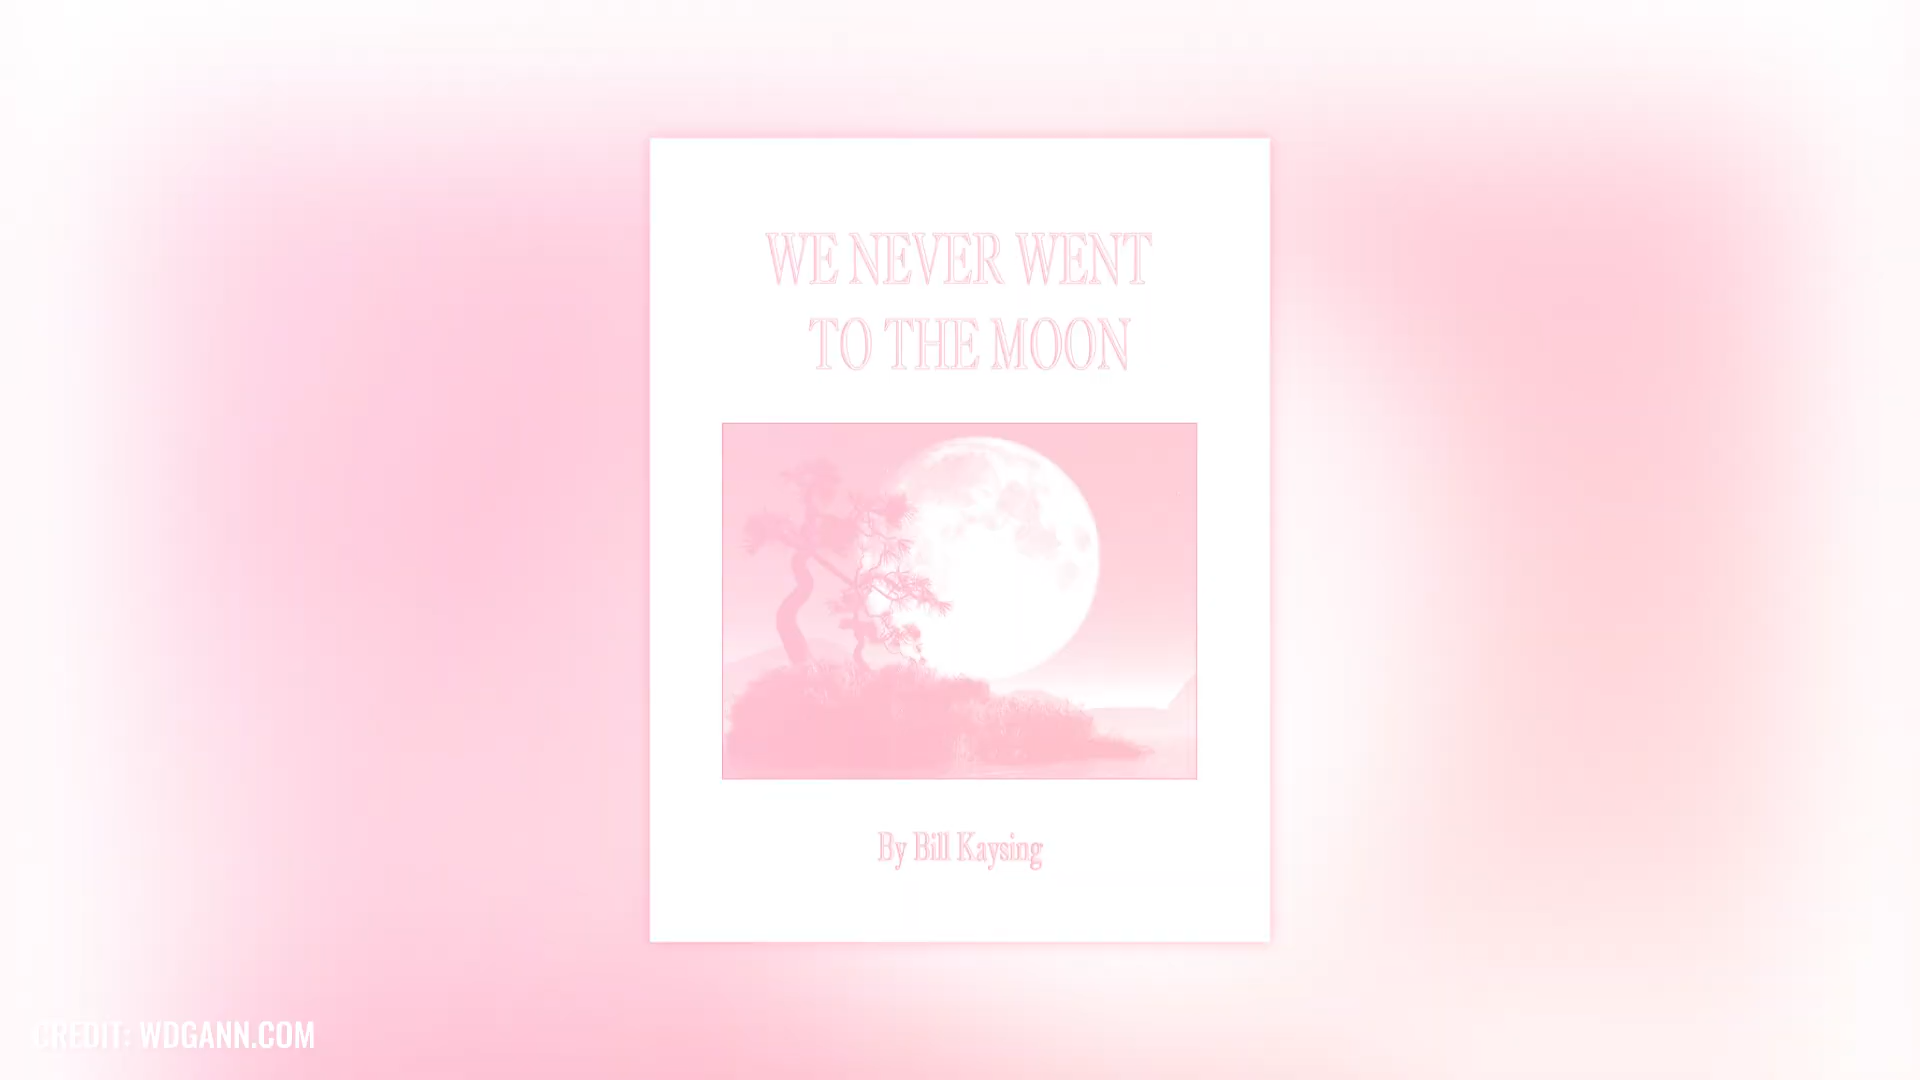 WE NEVER WENT
TO THE MOON
By Bill Kaysing
CREDIT: WDGANN.COM